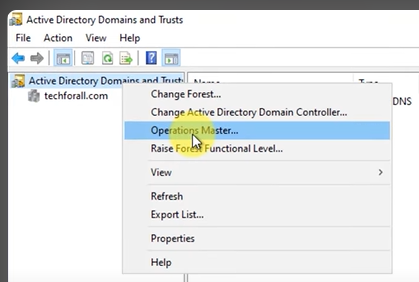 Active Directory Domains and Trusts
File Action View Help
Active Directory Domains and Trusts
Name Type
techforall.com
DNS
Change Forest...
Change Active Directory Domain Controller...
Operations Master...
Raise Forest Functional Level...
View
Refresh
Export List...
Properties
Help